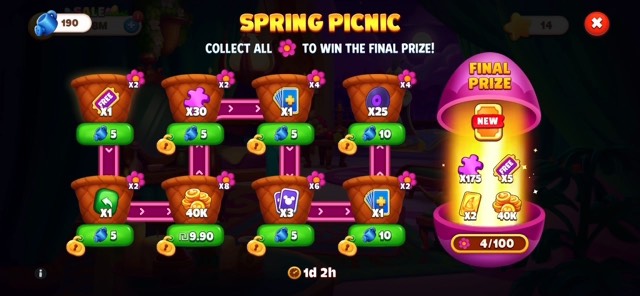 190
SPRING PICNIC
14
COLLECT ALL TO WIN THE FINAL PRIZE!
X2
X2
X4
X4
FREE
X1
X30
X1
X25
5
5
5
10
X2
X8
X6
X2
X1
40K
X3
X1
5
₪9.90
5
10
FINAL
PRIZE
NEW
X175
FREE
X5
X2
40K
4/100
i
1d 2h